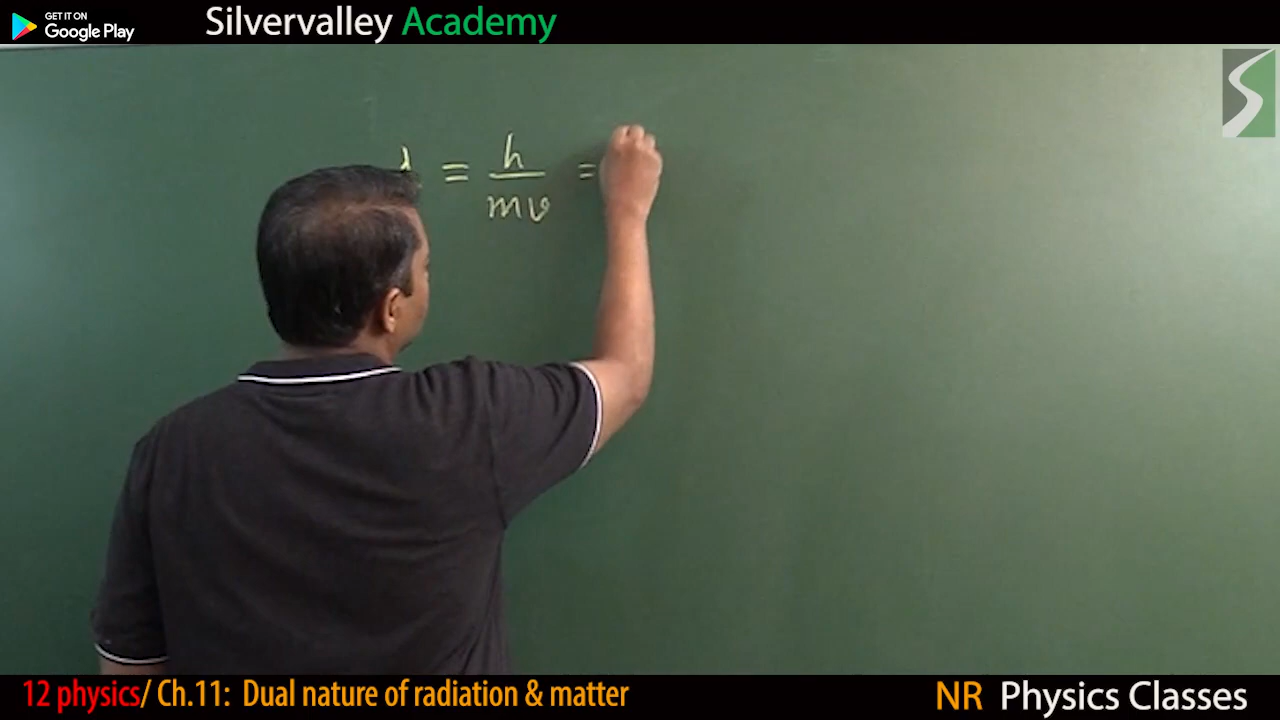 GET IT ON
Google Play
Silvervalley Academy
λ = h / mv =
12 physics/ Ch.11: Dual nature of radiation & matter
NR Physics Classes